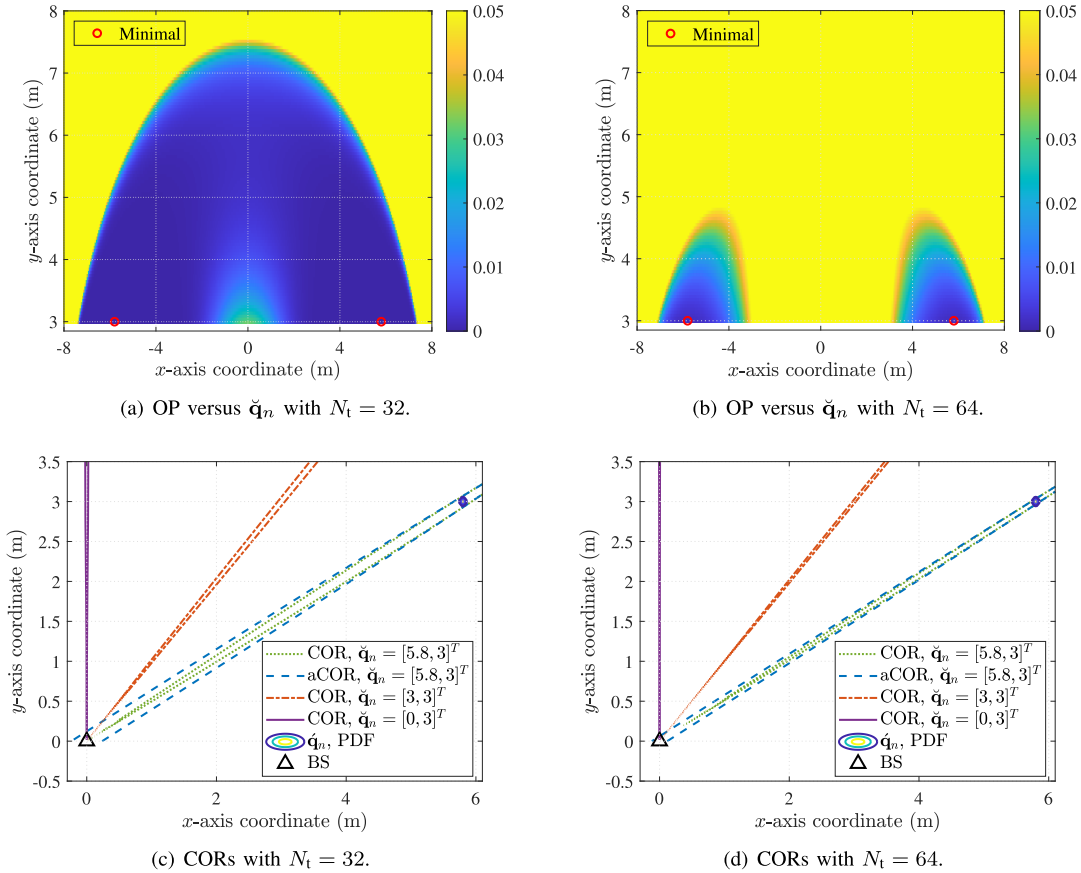 8
7
6
5
4
3
-8
-4
0
4
8
y-axis coordinate (m)
x-axis coordinate (m)
Minimal
0.05
0.04
0.03
0.02
0.01
0
(a) OP versus q̆ₙ with Nₜ = 32.
8
7
6
5
4
3
-8
-4
0
4
8
y-axis coordinate (m)
x-axis coordinate (m)
Minimal
0.05
0.04
0.03
0.02
0.01
0
(b) OP versus q̆ₙ with Nₜ = 64.
3.5
3
2.5
2
1.5
1
0.5
0
-0.5
0
2
4
6
y-axis coordinate (m)
x-axis coordinate (m)
COR, q̆ₙ = [5.8, 3]ᵀ
aCOR, q̆ₙ = [5.8, 3]ᵀ
COR, q̆ₙ = [3, 3]ᵀ
COR, q̆ₙ = [0, 3]ᵀ
q́ₙ, PDF
BS
(c) CORs with Nₜ = 32.
3.5
3
2.5
2
1.5
1
0.5
0
-0.5
0
2
4
6
y-axis coordinate (m)
x-axis coordinate (m)
COR, q̆ₙ = [5.8, 3]ᵀ
aCOR, q̆ₙ = [5.8, 3]ᵀ
COR, q̆ₙ = [3, 3]ᵀ
COR, q̆ₙ = [0, 3]ᵀ
q́ₙ, PDF
BS
(d) CORs with Nₜ = 64.